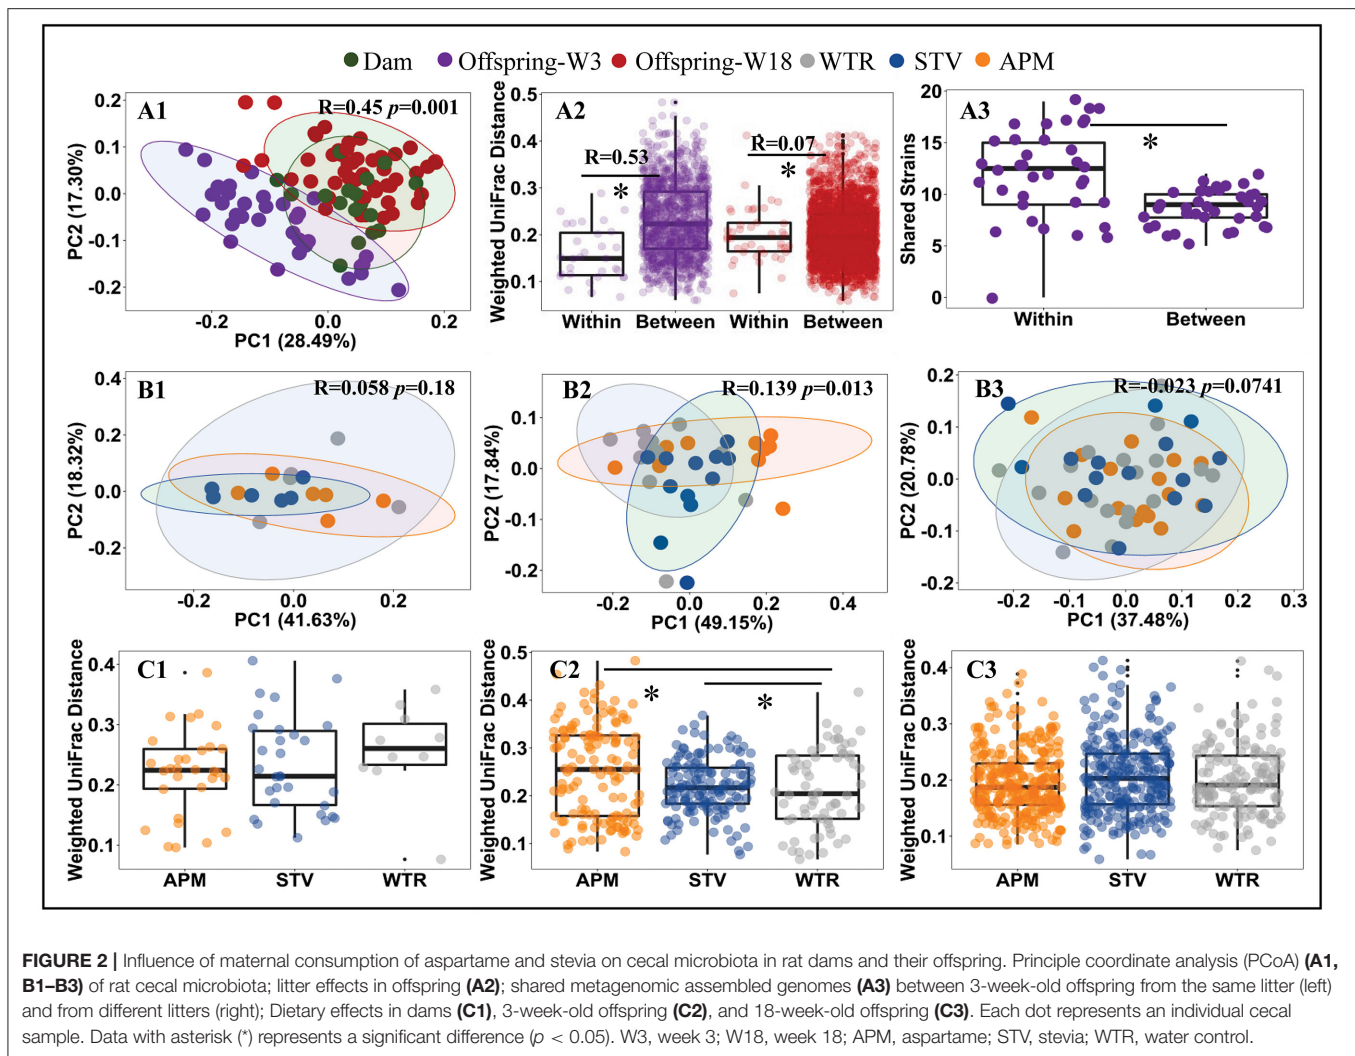 Dam Offspring-W3 Offspring-W18 WTR STV APM
A1
R=0.45 p=0.001
PC2 (17.30%)
0.2
0.1
0.0
-0.1
-0.2
-0.2 0.0 0.2
PC1 (28.49%)
A2
Weighted UniFrac Distance
0.5
0.4
0.3
0.2
0.1
R=0.53
*
R=0.07
*
Within Between Within Between
A3
Shared Strains
20
15
10
5
0
*
Within Between
B1
R=0.058 p=0.18
PC2 (18.32%)
0.4
0.2
0.0
-0.2
-0.2 0.0 0.2
PC1 (41.63%)
B2
R=0.139 p=0.013
PC2 (17.84%)
0.1
0.0
-0.1
-0.2
-0.2 0.0 0.2 0.4
PC1 (49.15%)
B3
R=-0.023 p=0.0741
PC2 (20.78%)
0.2
0.1
0.0
-0.1
-0.2
-0.2 -0.1 0.0 0.1 0.2 0.3
PC1 (37.48%)
C1
Weighted UniFrac Distance
0.4
0.3
0.2
0.1
APM STV WTR
C2
Weighted UniFrac Distance
0.5
0.4
0.3
0.2
0.1
*
*
APM STV WTR
C3
Weighted UniFrac Distance
0.4
0.3
0.2
0.1
APM STV WTR
FIGURE 2 | Influence of maternal consumption of aspartame and stevia on cecal microbiota in rat dams and their offspring. Principle coordinate analysis (PCoA) (A1,
B1–B3) of rat cecal microbiota; litter effects in offspring (A2); shared metagenomic assembled genomes (A3) between 3-week-old offspring from the same litter (left)
and from different litters (right); Dietary effects in dams (C1), 3-week-old offspring (C2), and 18-week-old offspring (C3). Each dot represents an individual cecal
sample. Data with asterisk (*) represents a significant difference (p < 0.05). W3, week 3; W18, week 18; APM, aspartame; STV, stevia; WTR, water control.